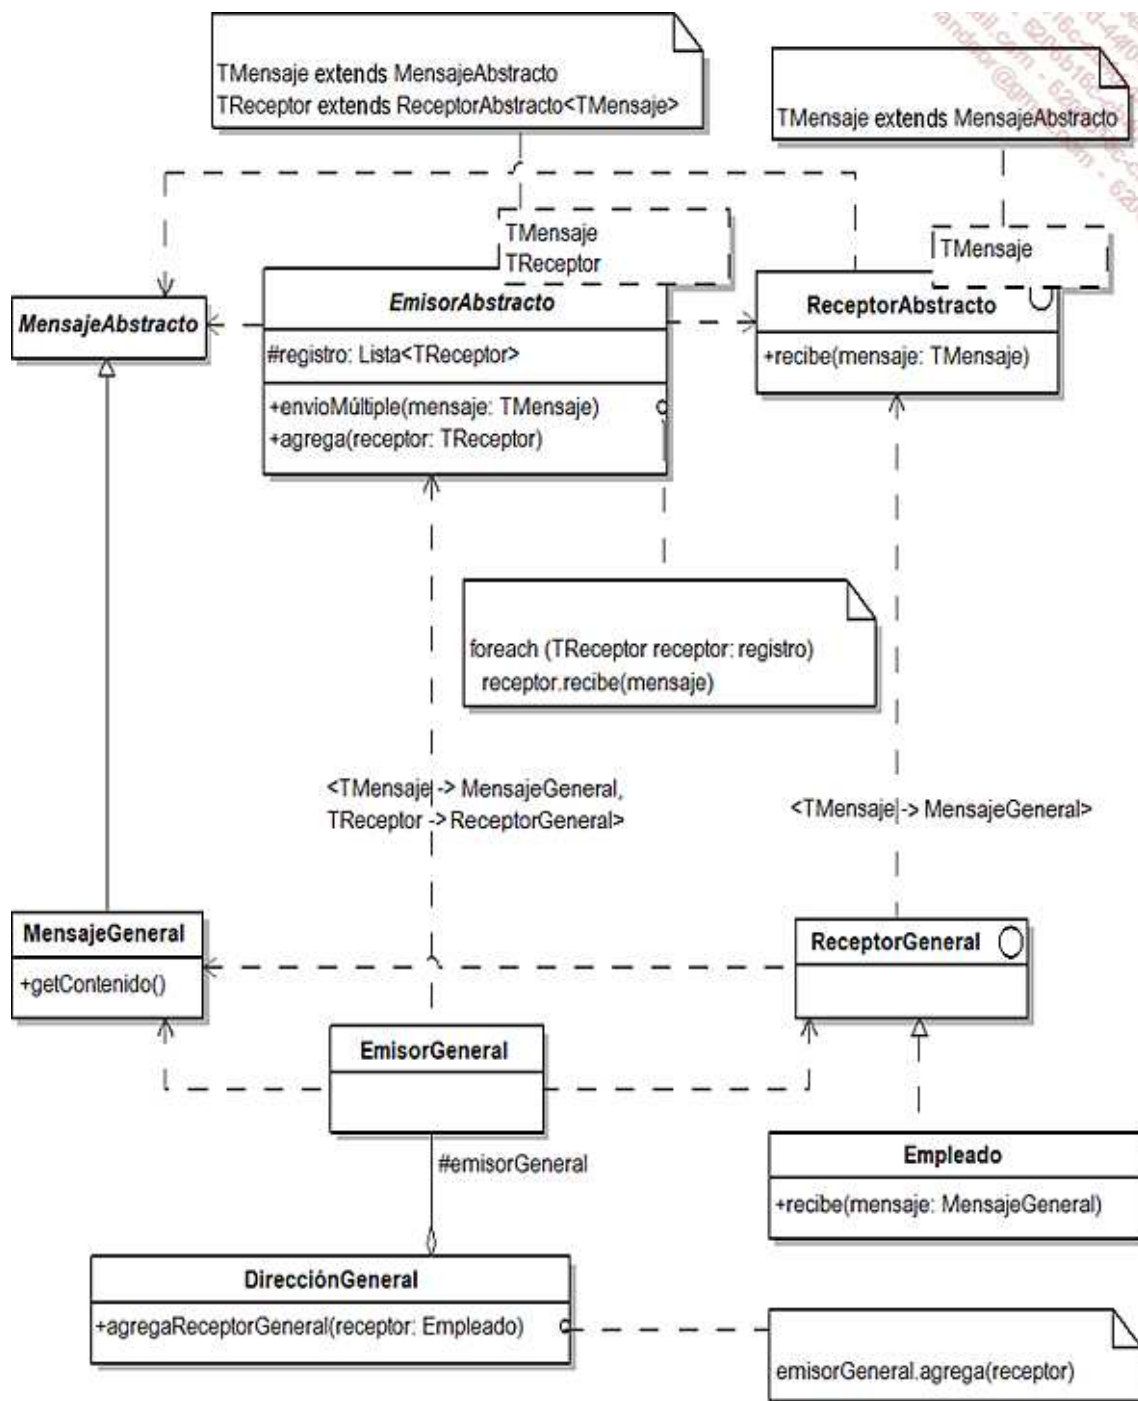 TMensaje extends MensajeAbstracto
TReceptor extends ReceptorAbstracto<TMensaje>
TMensaje extends MensajeAbstracto
TMensaje
TReceptor
TMensaje
MensajeAbstracto
EmisorAbstracto
#registro: Lista<TReceptor>
+envioMúltiple(mensaje: TMensaje)
+agrega(receptor: TReceptor)
ReceptorAbstracto
+recibe(mensaje: TMensaje)
foreach (TReceptor receptor: registro)
receptor.recibe(mensaje)
<TMensaje -> MensajeGeneral,
TReceptor -> ReceptorGeneral>
<TMensaje -> MensajeGeneral>
MensajeGeneral
+getContenido()
ReceptorGeneral
EmisorGeneral
#emisorGeneral
Empleado
+recibe(mensaje: MensajeGeneral)
DirecciónGeneral
+agregaReceptorGeneral(receptor: Empleado)
emisorGeneral.agrega(receptor)